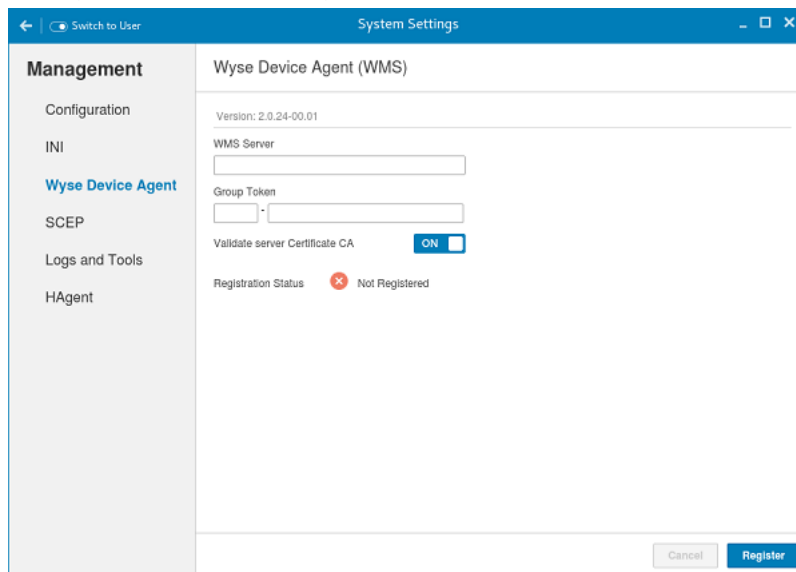 Switch to User
System Settings
Management
Configuration
INI
Wyse Device Agent
SCEP
Logs and Tools
HAgent
Wyse Device Agent (WMS)
Version: 2.0.24-00.01
WMS Server
Group Token
-
Validate server Certificate CA ON
Registration Status Not Registered
Cancel Register